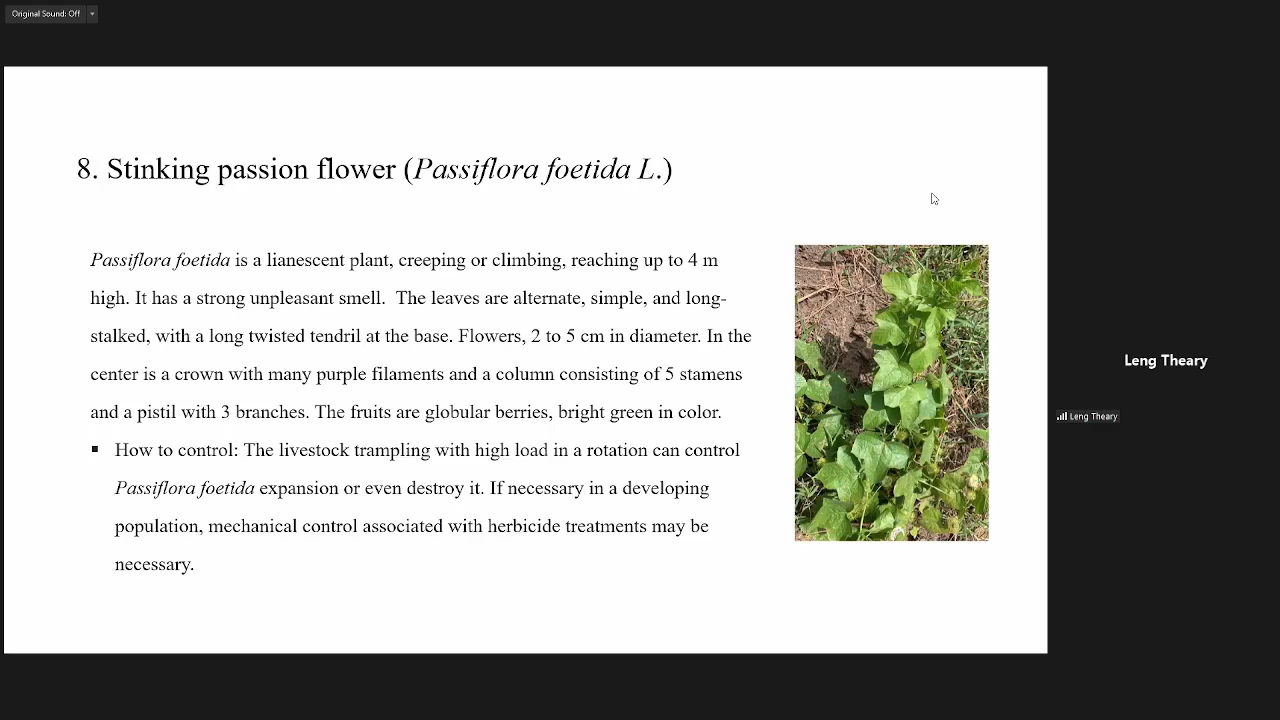 Original Sound: Off
8. Stinking passion flower (Passiflora foetida L.)
Passiflora foetida is a lianescent plant, creeping or climbing, reaching up to 4 m
high. It has a strong unpleasant smell.  The leaves are alternate, simple, and long-
stalked, with a long twisted tendril at the base. Flowers, 2 to 5 cm in diameter. In the
center is a crown with many purple filaments and a column consisting of 5 stamens
and a pistil with 3 branches. The fruits are globular berries, bright green in color.
▪ How to control: The livestock trampling with high load in a rotation can control
Passiflora foetida expansion or even destroy it. If necessary in a developing
population, mechanical control associated with herbicide treatments may be
necessary.
Leng Theary
Leng Theary